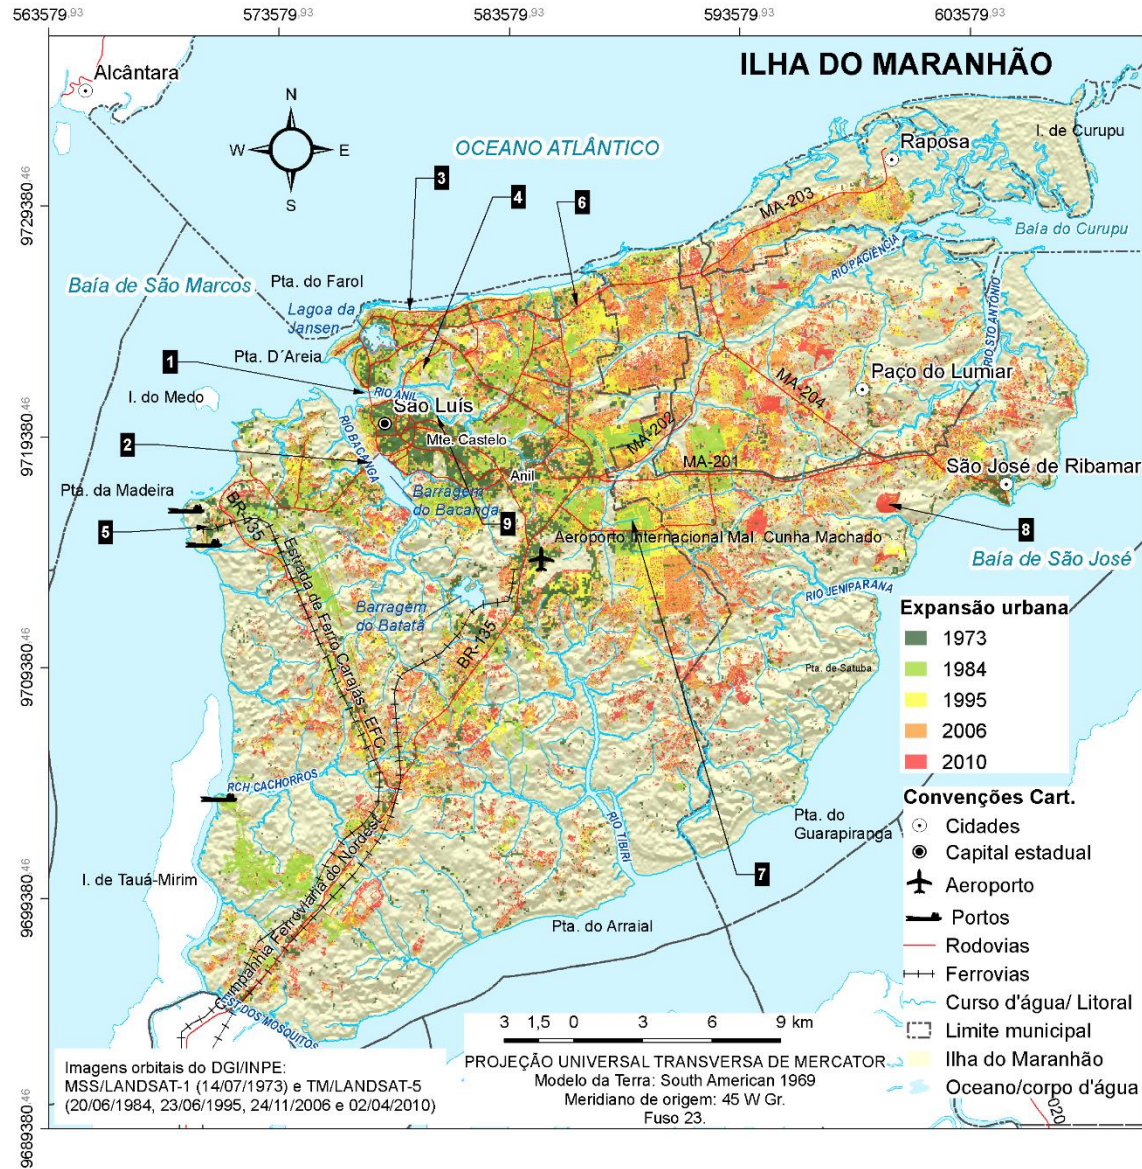 563579,93
573579,93
583579,93
593579,93
603579,93
ILHA DO MARANHÃO
Alcântara
N
W
E
S
OCEANO ATLÂNTICO
I. de Curupu
Raposa
3
4
6
9729380,46
MA-203
Baía do Curupu
RIO PACIÊNCIA
Baía de São Marcos
Pta. do Farol
Lagoa da
Jansen
RIO STO ANTÔNIO
Pta. D´Areia
1
I. do Medo
RIO ANIL
São Luís
Paço do Lumiar
MA-204
9719380,46
2
Mte. Castelo
MA-202
RIO BACANGA
Anil
MA-201
São José de Ribamar
Pta. da Madeira
Barragem
do Bacanga
5
BR-435
9
8
Aeroporto Internacional Mal. Cunha Machado
Baía de São José
Estrada de Ferro Carajás- EFC
RIO JENIPARANA
Barragem
do Batatã
BR-135
Expansão urbana
1973
1984
1995
2006
2010
9709380,46
Pta. de Satuba
RCH CACHORROS
Convenções Cart.
Cidades
Capital estadual
Aeroporto
Portos
Rodovias
Ferrovias
Curso d'água/ Litoral
Limite municipal
Ilha do Maranhão
Oceano/corpo d'água
Pta. do
Guarapiranga
RIO TIBIRI
7
I. de Tauá-Mirim
9699380,46
Companhia Ferroviaria do Nordest
Pta. do Arraial
EST DOS MOSQUITOS
3 1,5 0 3 6 9 km
PROJEÇÃO UNIVERSAL TRANSVERSA DE MERCATOR
Modelo da Terra: South American 1969
Meridiano de origem: 45 W Gr.
Fuso 23.
Imagens orbitais do DGI/INPE:
MSS/LANDSAT-1 (14/07/1973) e TM/LANDSAT-5
(20/06/1984, 23/06/1995, 24/11/2006 e 02/04/2010)
020
9689380,46